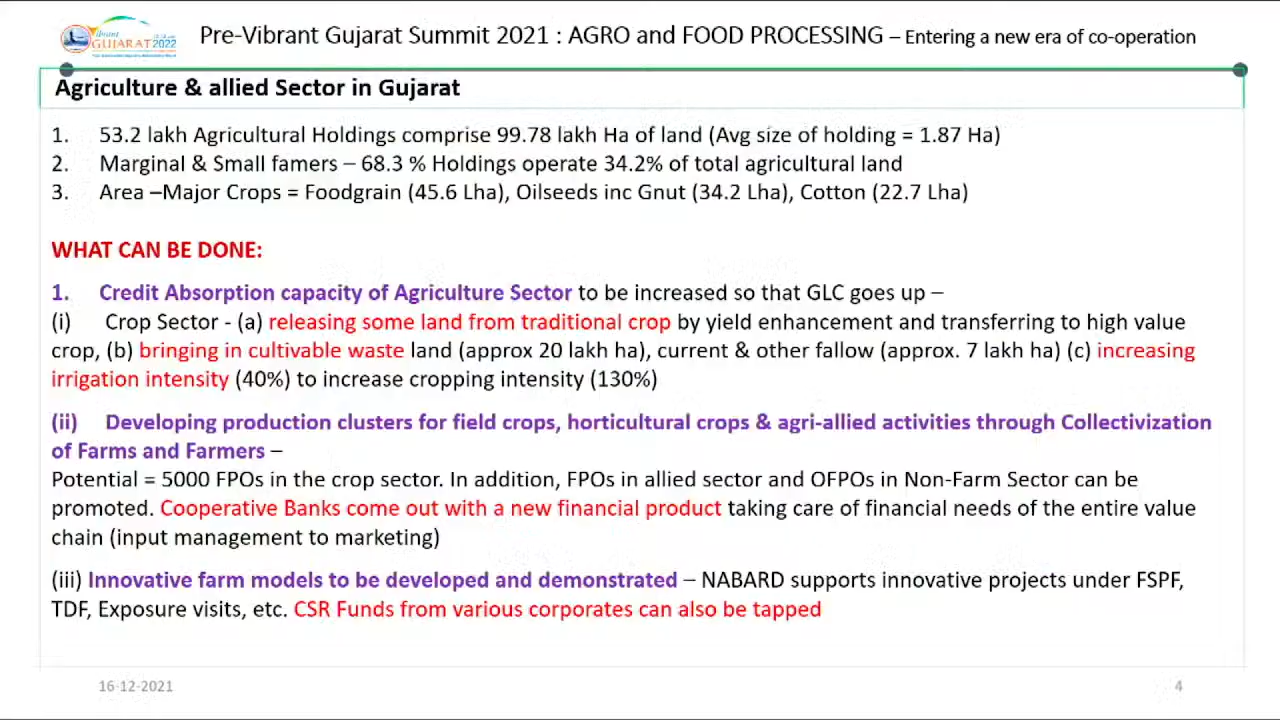 GUJARAT 2022
Pre-Vibrant Gujarat Summit 2021 : AGRO and FOOD PROCESSING – Entering a new era of co-operation
Agriculture & allied Sector in Gujarat
1. 53.2 lakh Agricultural Holdings comprise 99.78 lakh Ha of land (Avg size of holding = 1.87 Ha)
2. Marginal & Small famers – 68.3 % Holdings operate 34.2% of total agricultural land
3. Area –Major Crops = Foodgrain (45.6 Lha), Oilseeds inc Gnut (34.2 Lha), Cotton (22.7 Lha)
WHAT CAN BE DONE:
1. Credit Absorption capacity of Agriculture Sector to be increased so that GLC goes up –
(i) Crop Sector - (a) releasing some land from traditional crop by yield enhancement and transferring to high value
crop, (b) bringing in cultivable waste land (approx 20 lakh ha), current & other fallow (approx. 7 lakh ha) (c) increasing
irrigation intensity (40%) to increase cropping intensity (130%)
(ii) Developing production clusters for field crops, horticultural crops & agri-allied activities through Collectivization
of Farms and Farmers –
Potential = 5000 FPOs in the crop sector. In addition, FPOs in allied sector and OFPOs in Non-Farm Sector can be
promoted. Cooperative Banks come out with a new financial product taking care of financial needs of the entire value
chain (input management to marketing)
(iii) Innovative farm models to be developed and demonstrated – NABARD supports innovative projects under FSPF,
TDF, Exposure visits, etc. CSR Funds from various corporates can also be tapped
16-12-2021
4